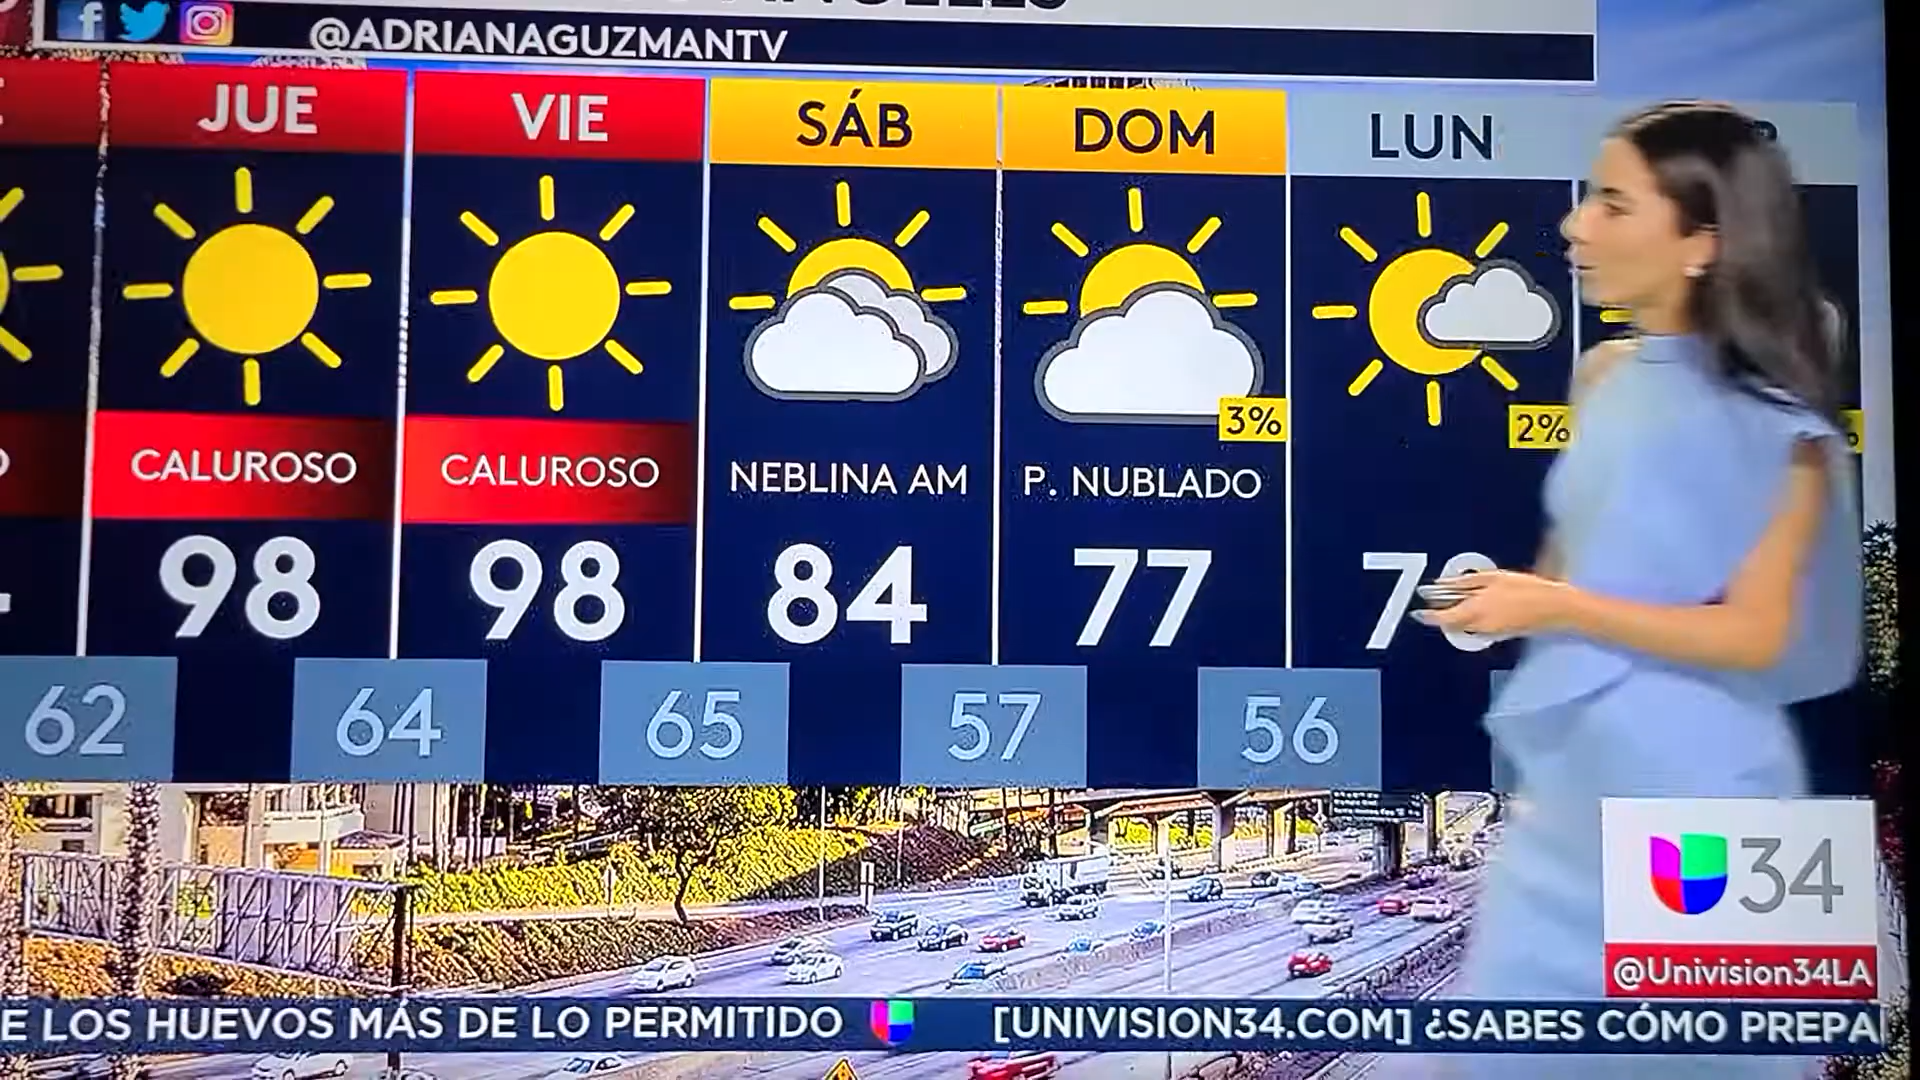 @ADRIANAGUZMANTV
JUE
VIE
SÁB
DOM
LUN
3%
2%
CALUROSO
CALUROSO
NEBLINA AM
P. NUBLADO
98
98
84
77
62
64
65
57
56
34
@Univision34LA
E LOS HUEVOS MÁS DE LO PERMITIDO
[UNIVISION34.COM] ¿SABES CÓMO PREPA